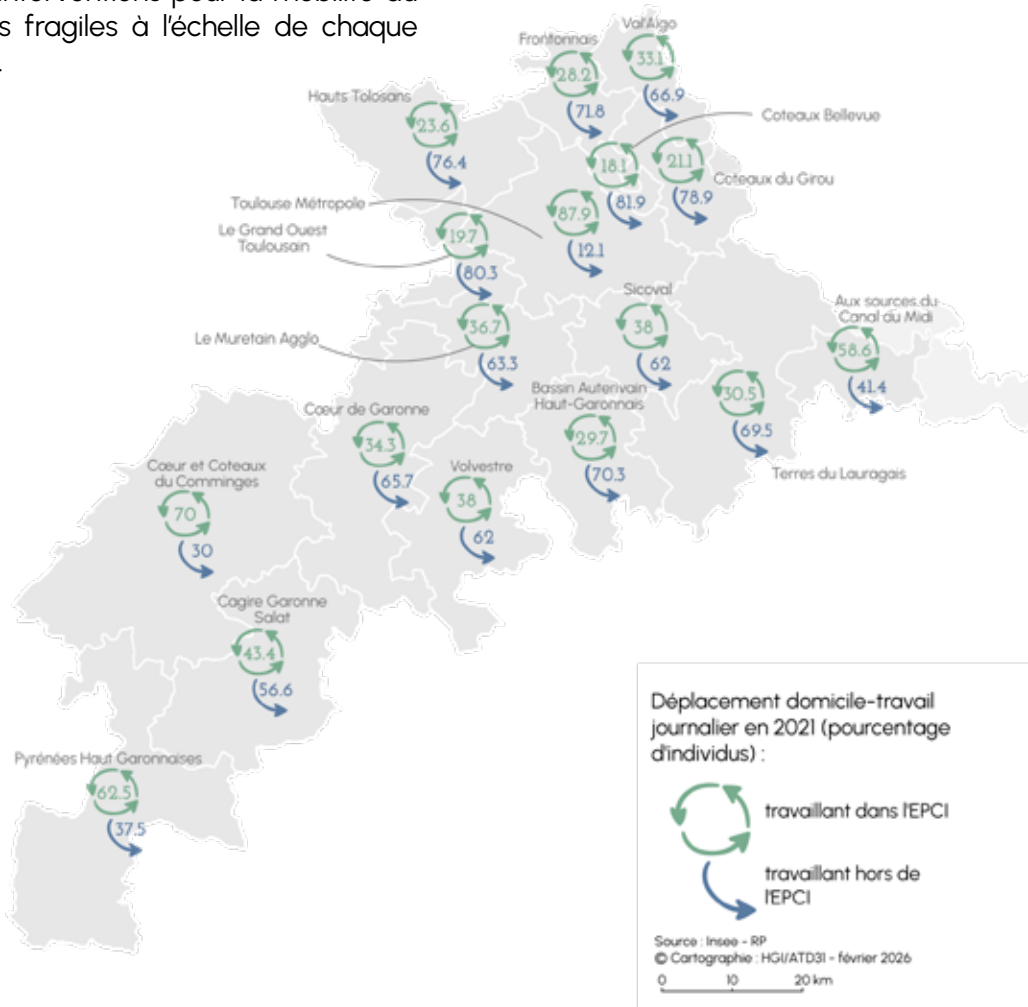 interventions pour la mobilité au
s fragiles à l'échelle de chaque
Val'Aïgo
Frontonnais
33.1
28.2
66.9
Hauts Tolosans
71.8
23.6
Coteaux Bellevue
76.4
18.1
21.1
Coteaux du Girou
81.9
78.9
Toulouse Métropole
87.9
12.1
Le Grand Ouest
Toulousain
19.7
80.3
Sicoval
38
62
Aux sources du
Canal du Midi
58.6
41.4
Le Muretain Agglo
36.7
63.3
Bassin Auterivain
Haut-Garonnais
29.7
70.3
30.5
69.5
Terres du Lauragais
Cœur de Garonne
34.3
65.7
Volvestre
38
62
Cœur et Coteaux
du Comminges
70
30
Cagire Garonne
Salat
43.4
56.6
Pyrénées Haut Garonnaises
62.5
37.5
Déplacement domicile-travail
journalier en 2021 (pourcentage
d'individus) :
travaillant dans l'EPCI
travaillant hors de
l'EPCI
Source : Insee - RP
© Cartographie : HGI/ATD31 - février 2026
0 10 20 km